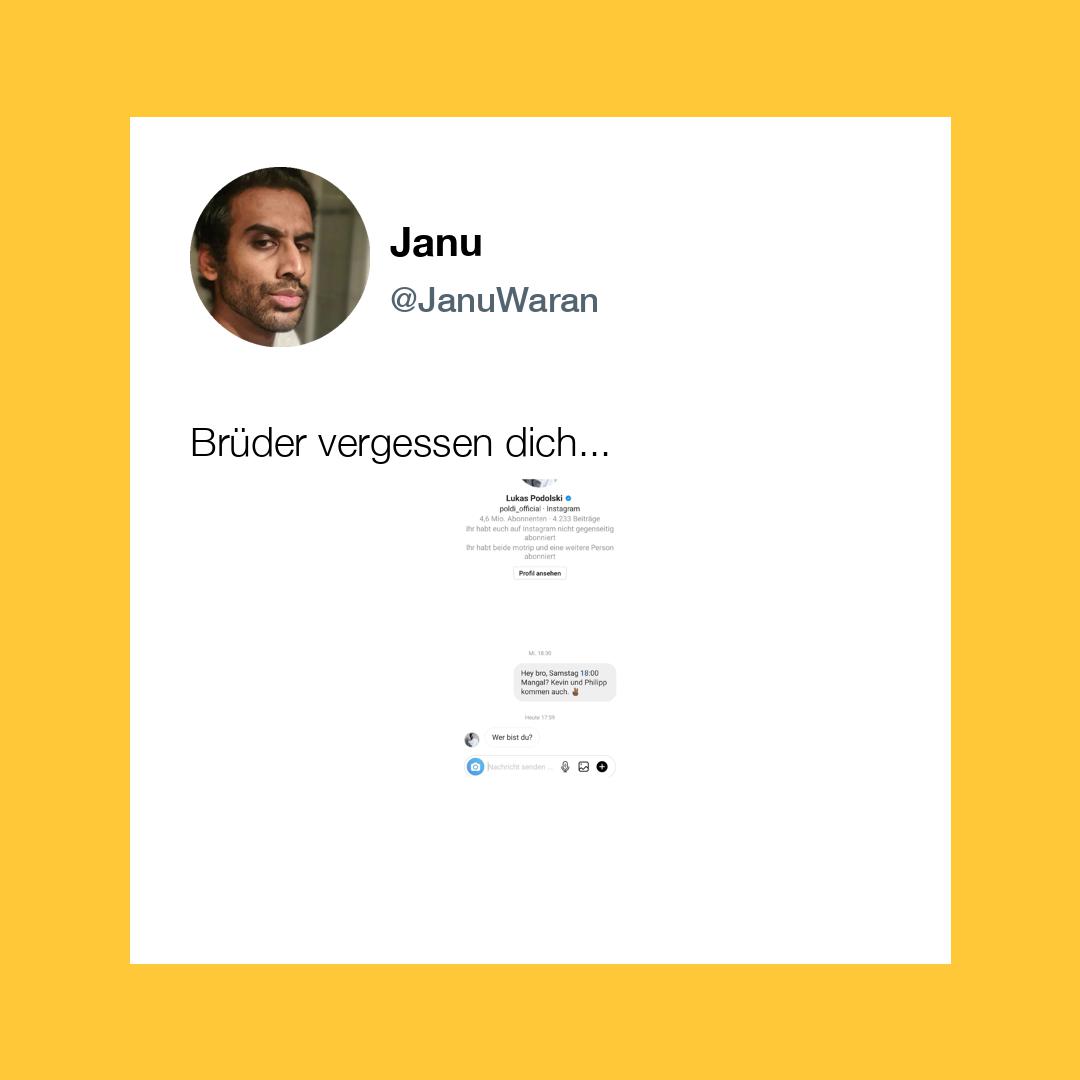 Janu
@JanuWaran
Brüder vergessen dich...
Lukas Podolski
poldi_official · Instagram
4,6 Mio. Abonnenten · 4.233 Beiträge
Ihr habt euch auf Instagram nicht gegenseitig
abonniert
Ihr habt beide motrip und eine weitere Person
abonniert
Profil ansehen
Mi. 18:30
Hey bro, Samstag 18:00
Mangal? Kevin und Philipp
kommen auch. ✌🏾
Heute 17:59
Wer bist du?
Nachricht senden ...